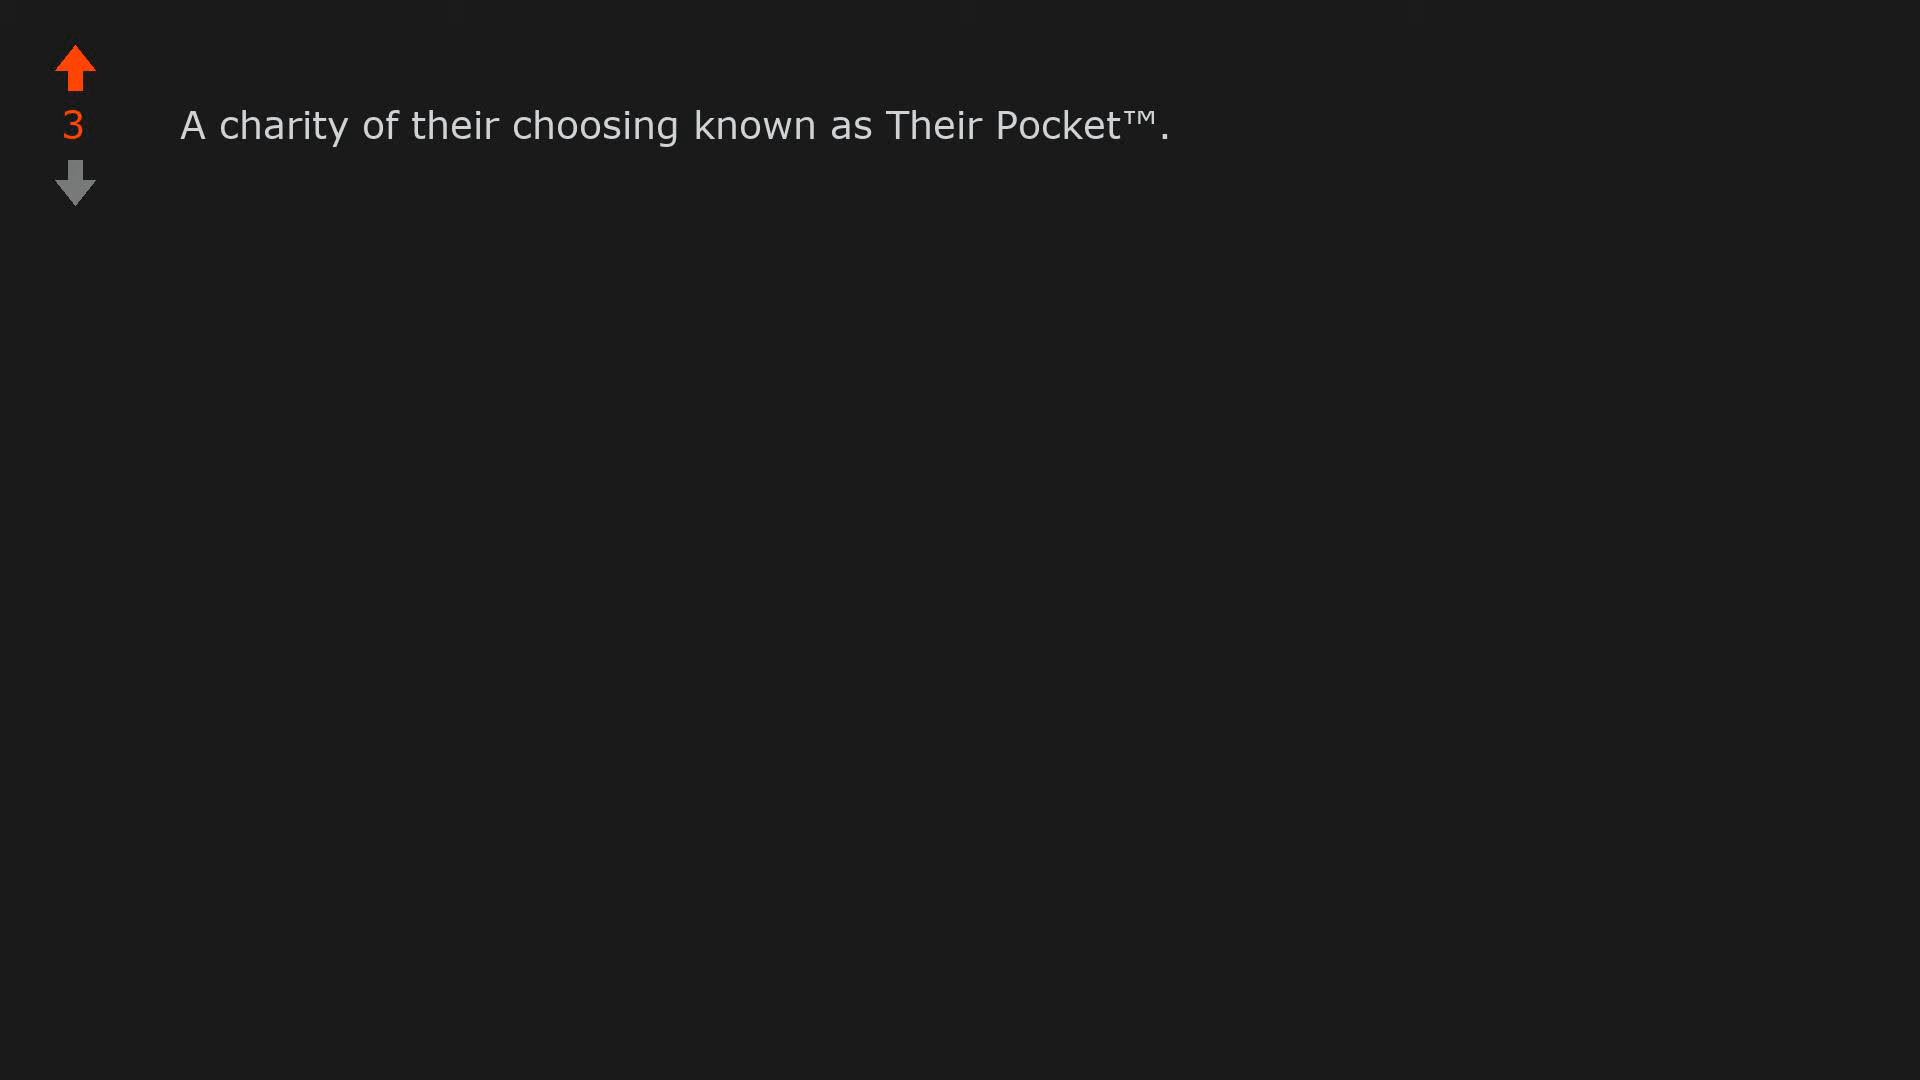 3
A charity of their choosing known as Their Pocket™.